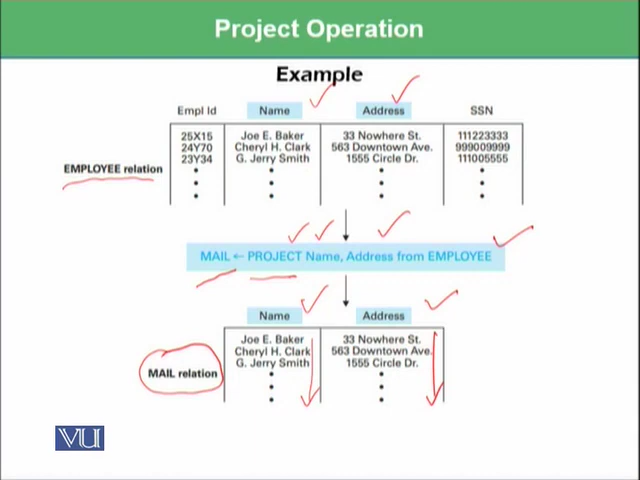 Project Operation
Example
Empl Id Name Address SSN
25X15 Joe E. Baker 33 Nowhere St. 111223333
24Y70 Cheryl H. Clark 563 Downtown Ave. 999009999
23Y34 G. Jerry Smith 1555 Circle Dr. 111005555
EMPLOYEE relation
MAIL ← PROJECT Name, Address from EMPLOYEE
Name Address
Joe E. Baker 33 Nowhere St.
Cheryl H. Clark 563 Downtown Ave.
G. Jerry Smith 1555 Circle Dr.
MAIL relation
VU